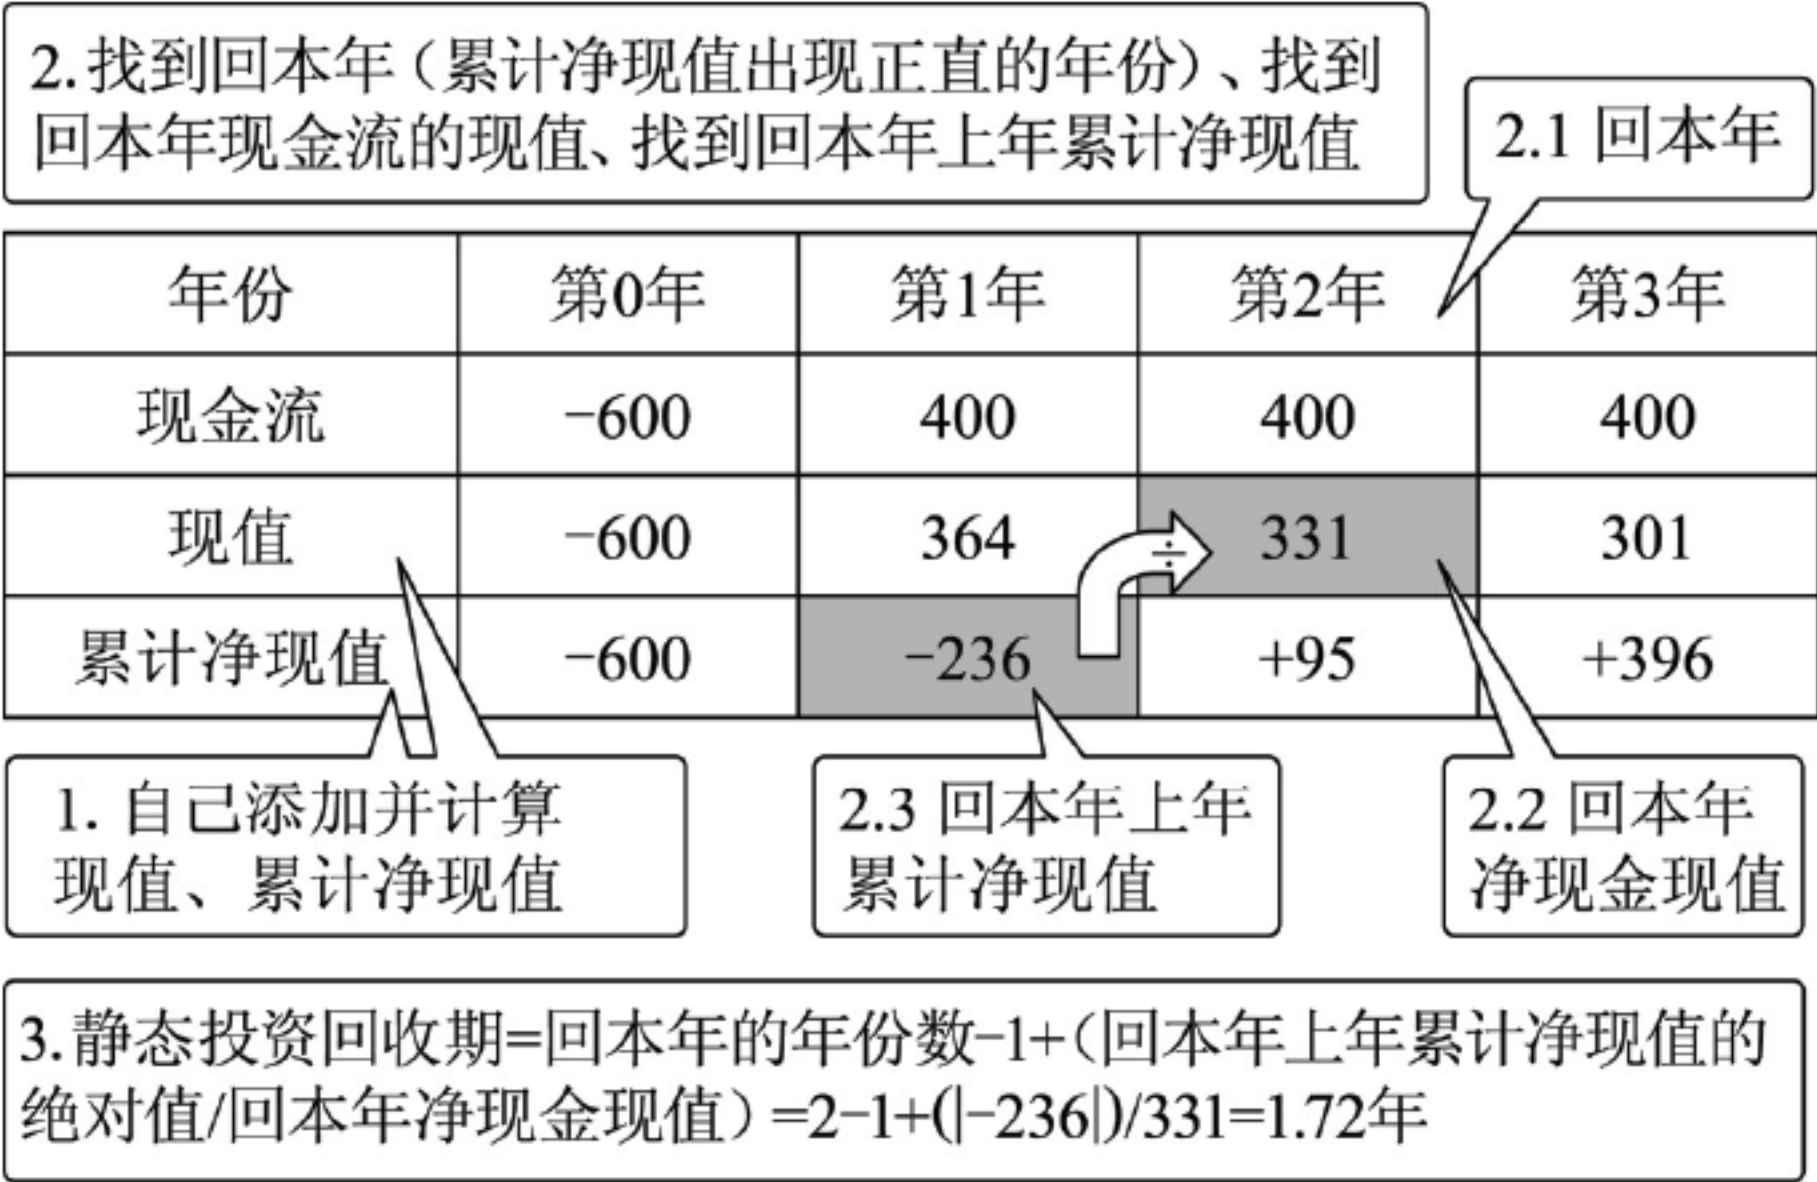 2.找到回本年（累计净现值出现正直的年份）、找到
回本年现金流的现值、找到回本年上年累计净现值
2.1 回本年
年份 第0年 第1年 第2年 第3年
现金流 -600 400 400 400
现值 -600 364 ÷ 331 301
累计净现值 -600 -236 +95 +396
1. 自己添加并计算
现值、累计净现值
2.3 回本年上年
累计净现值
2.2 回本年
净现金现值
3.静态投资回收期=回本年的年份数-1+（回本年上年累计净现值的
绝对值/回本年净现金现值）=2-1+(|-236|)/331=1.72年